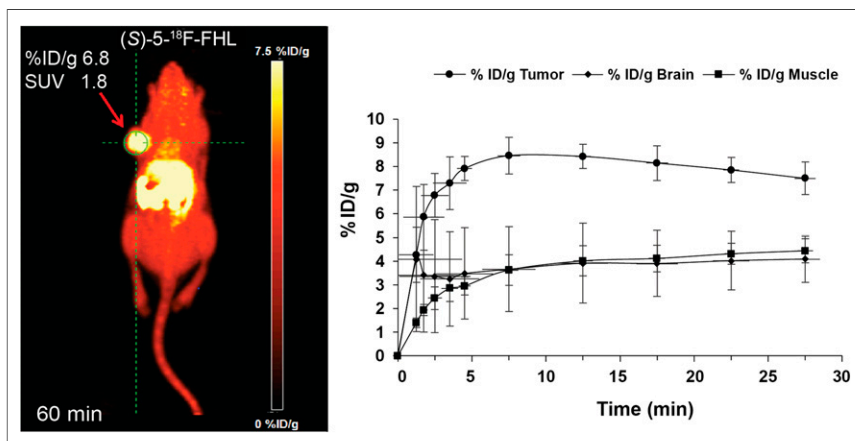 (S)-5-¹⁸F-FHL
%ID/g 6.8
SUV 1.8
7.5 %ID/g
0 %ID/g
60 min
% ID/g Tumor % ID/g Brain % ID/g Muscle
% ID/g
10
9
8
7
6
5
4
3
2
1
0
0 5 10 15 20 25 30
Time (min)